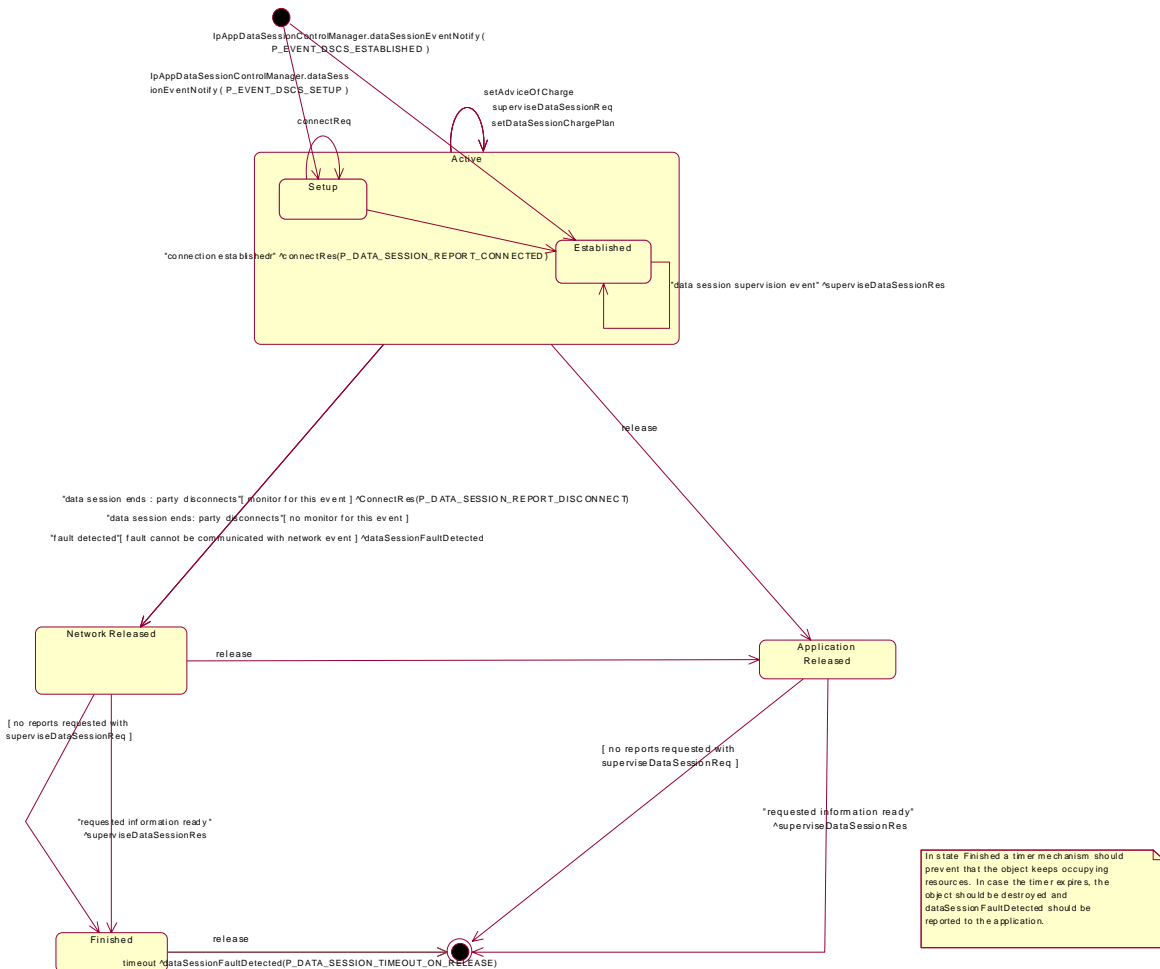 IpAppDataSessionControlManager.dataSessionEventNotify (
P_EVENT_DSCS_ESTABLISHED )
IpAppDataSessionControlManager.dataSess
ionEventNotify ( P_EVENT_DSCS_SETUP )
setAdviceOfCharge
superviseDataSessionReq
setDataSessionChargePlan
connectReq
Active
Setup
Established
"connection established" ^connectRes(P_DATA_SESSION_REPORT_CONNECTED)
"data session supervision event" ^superviseDataSessionRes
release
"data session ends : party disconnects"[ monitor for this event ] ^ConnectRes(P_DATA_SESSION_REPORT_DISCONNECT)
"data session ends: party disconnects"[ no monitor for this event ]
"fault detected"[ fault cannot be communicated with network event ] ^dataSessionFaultDetected
Network Released
release
Application
Released
[ no reports requested with
superviseDataSessionReq ]
[ no reports requested with
superviseDataSessionReq ]
"requested information ready"
^superviseDataSessionRes
"requested information ready"
^superviseDataSessionRes
In state Finished a timer mechanism should
prevent that the object keeps occupying
resources. In case the timer expires, the
object should be destroyed and
dataSessionFaultDetected should be
reported to the application.
Finished
release
timeout ^dataSessionFaultDetected(P_DATA_SESSION_TIMEOUT_ON_RELEASE)